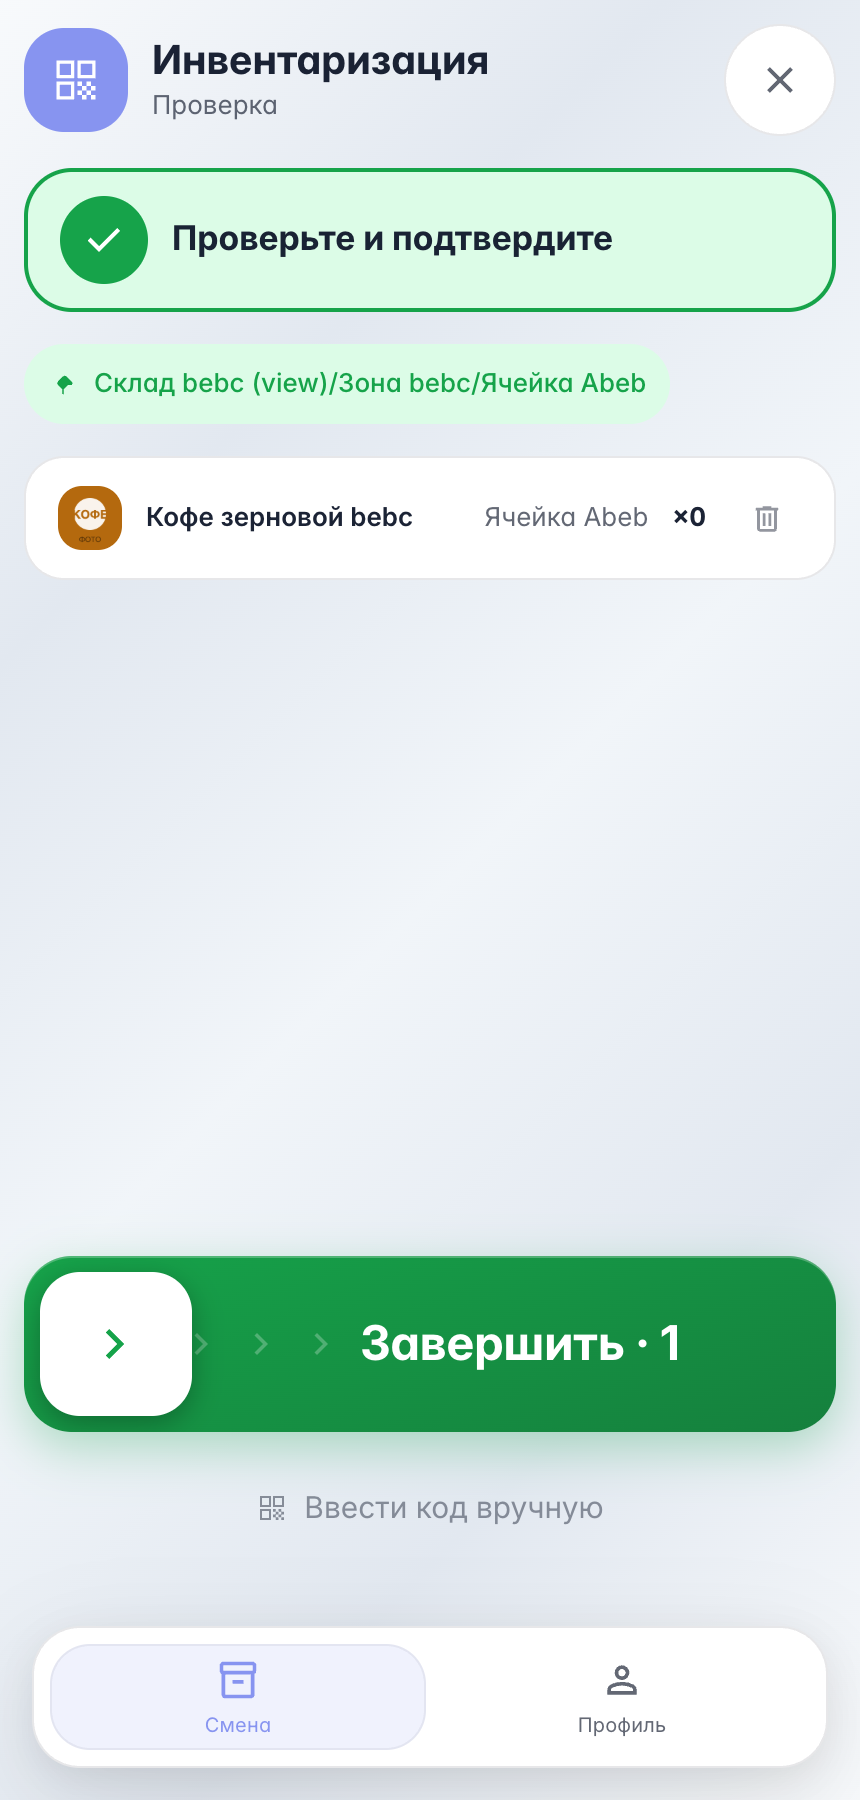 Инвентаризация
Проверка
Проверьте и подтвердите
Склад bebc (view)/Зона bebc/Ячейка Abeb
КОФЕ
ФОТО
Кофе зерновой bebc Ячейка Abeb ×0
Завершить · 1
Ввести код вручную
Смена Профиль